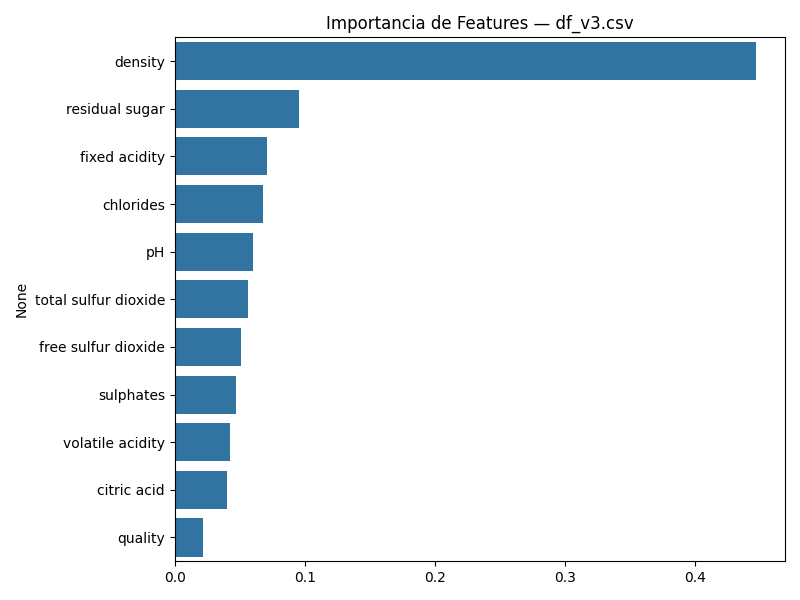 Importancia de Features — df_v3.csv
density
residual sugar
fixed acidity
chlorides
pH
total sulfur dioxide
free sulfur dioxide
sulphates
volatile acidity
citric acid
quality
None
0.0 0.1 0.2 0.3 0.4